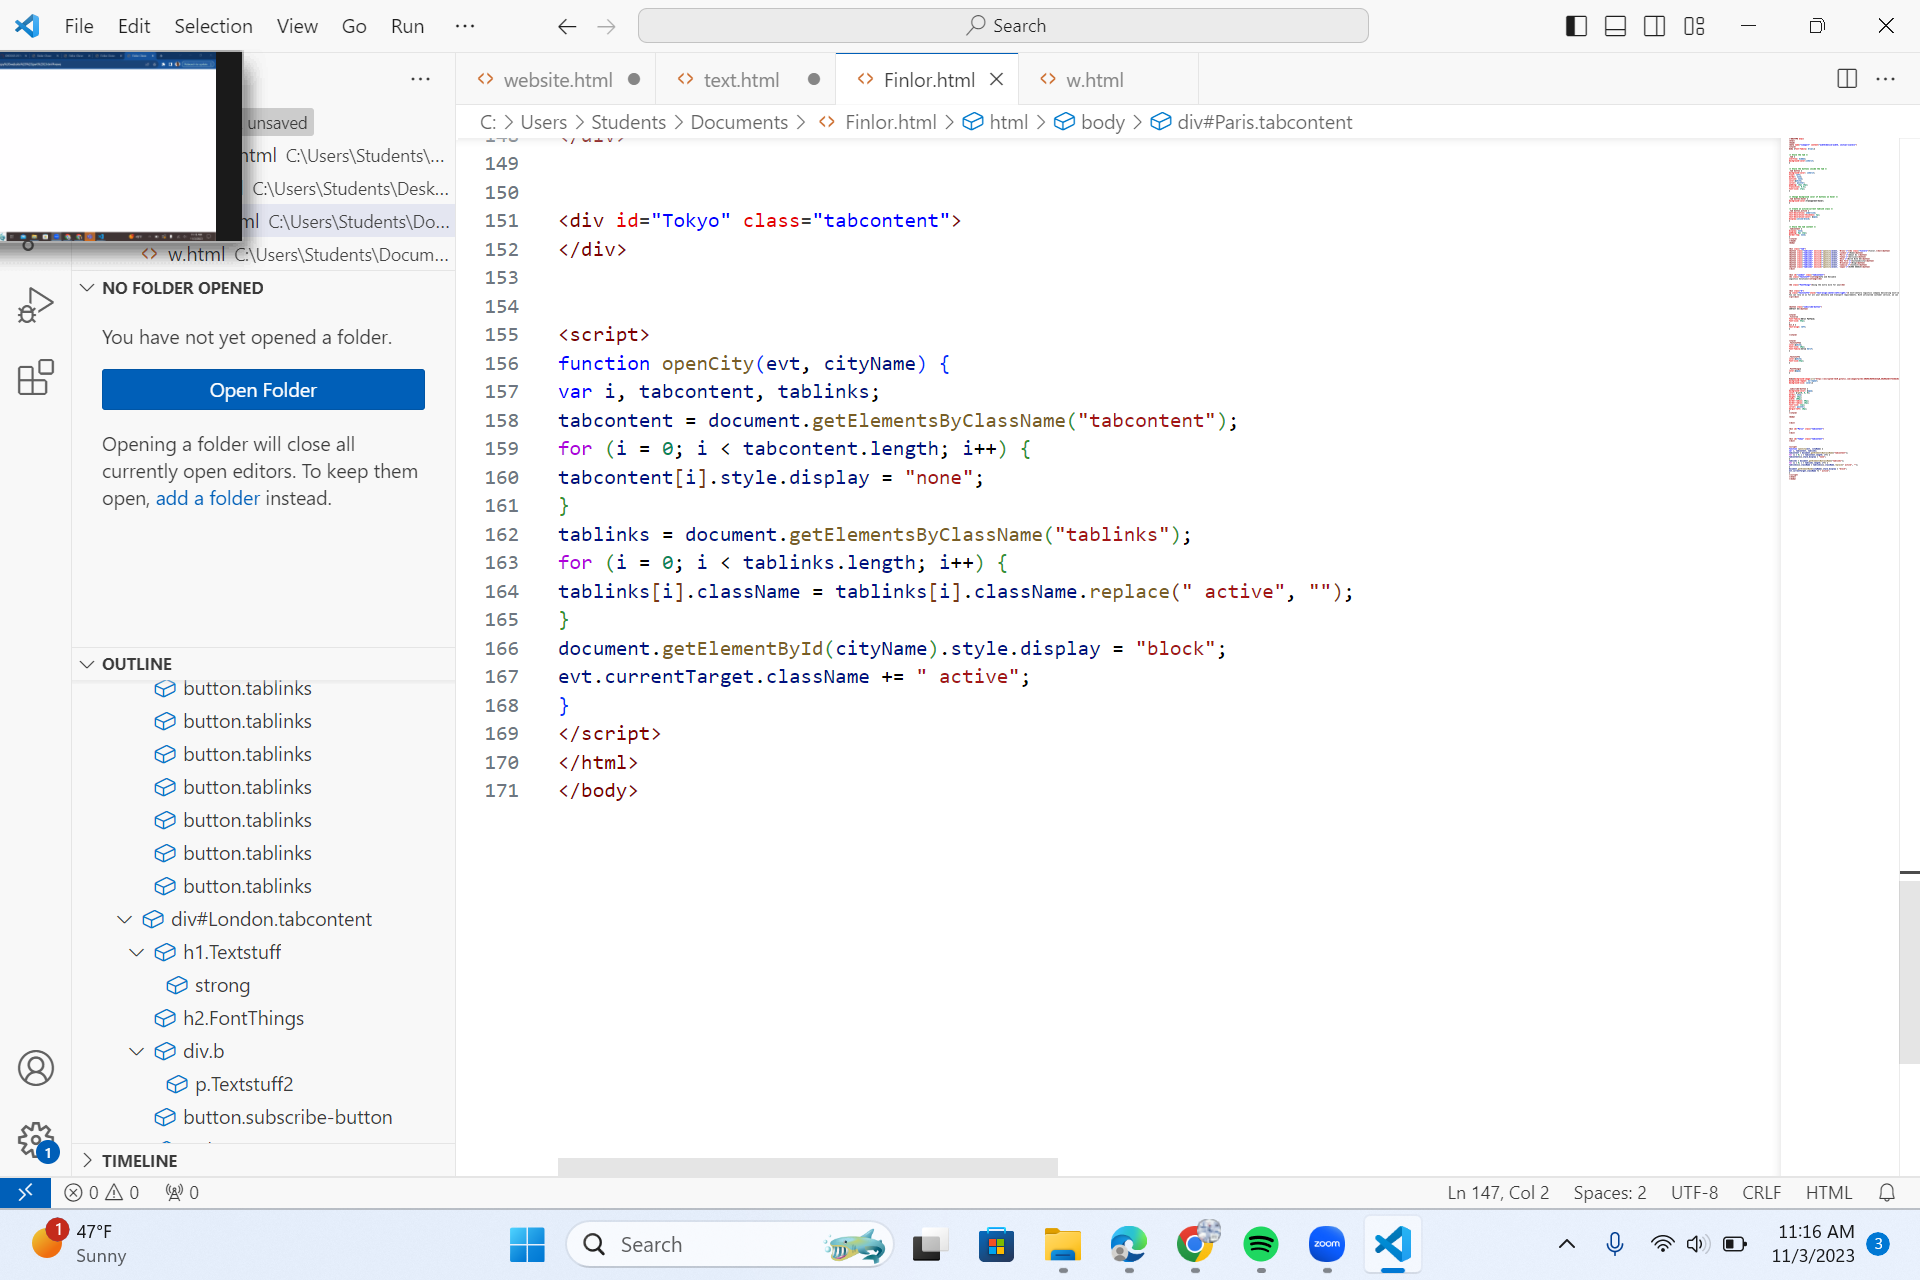 File Edit Selection View Go Run ··· Search
website.html text.html Finlor.html w.html
C: > Users > Students > Documents > Finlor.html > html > body > div#Paris.tabcontent
unsaved
html C:\Users\Students\...
C:\Users\Students\Desk...
ml C:\Users\Students\Do...
w.html C:\Users\Students\Docum...
NO FOLDER OPENED
You have not yet opened a folder.
Open Folder
Opening a folder will close all
currently open editors. To keep them
open, add a folder instead.
OUTLINE
button.tablinks
button.tablinks
button.tablinks
button.tablinks
button.tablinks
button.tablinks
button.tablinks
div#London.tabcontent
h1.Textstuff
strong
h2.FontThings
div.b
p.Textstuff2
button.subscribe-button
TIMELINE
148 </div>
149
150
151 <div id="Tokyo" class="tabcontent">
152 </div>
153
154
155 <script>
156 function openCity(evt, cityName) {
157 var i, tabcontent, tablinks;
158 tabcontent = document.getElementsByClassName("tabcontent");
159 for (i = 0; i < tabcontent.length; i++) {
160 tabcontent[i].style.display = "none";
161 }
162 tablinks = document.getElementsByClassName("tablinks");
163 for (i = 0; i < tablinks.length; i++) {
164 tablinks[i].className = tablinks[i].className.replace(" active", "");
165 }
166 document.getElementById(cityName).style.display = "block";
167 evt.currentTarget.className += " active";
168 }
169 </script>
170 </html>
171 </body>
1
0 0 0 Ln 147, Col 2 Spaces: 2 UTF-8 CRLF HTML
1 47°F
Sunny
Search
zoom
11:16 AM
11/3/2023
3